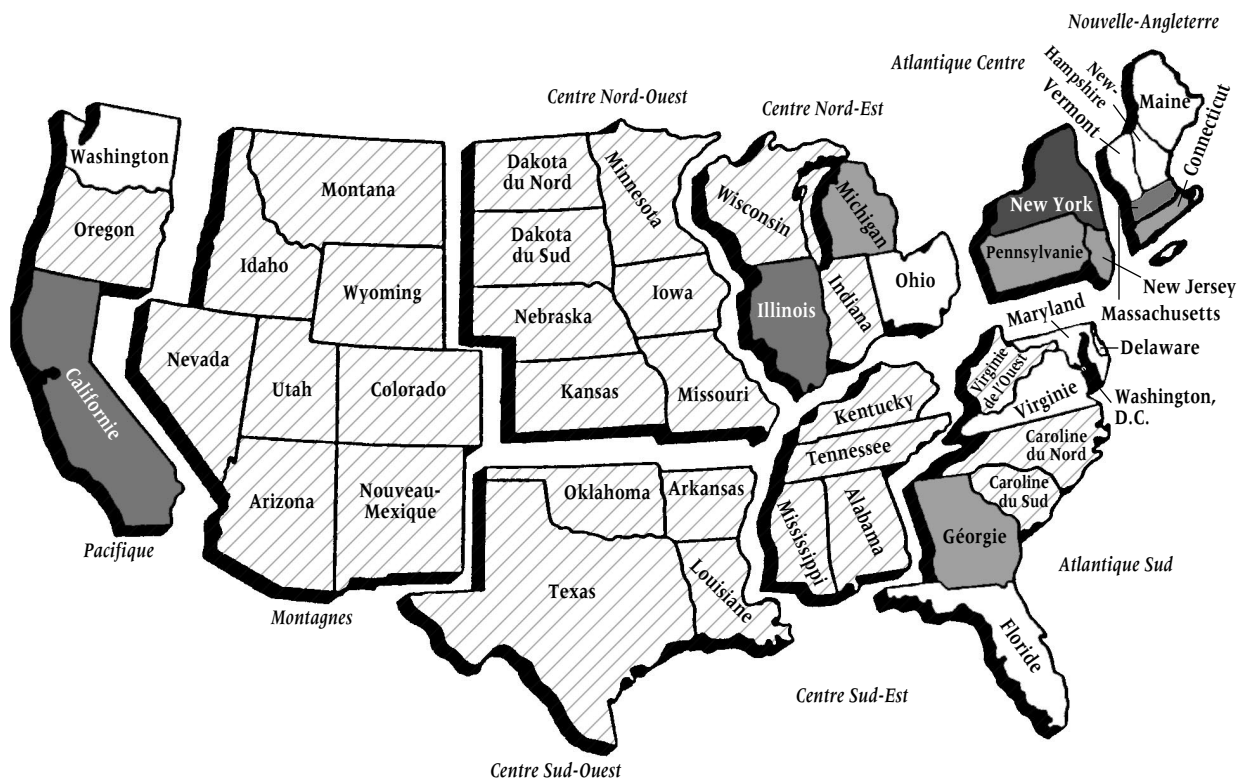 Nouvelle-Angleterre
Atlantique Centre
New-
Hampshire
Vermont
Maine
Connecticut
Centre Nord-Ouest
Centre Nord-Est
Washington
Oregon
Californie
Pacifique
Montana
Idaho
Wyoming
Nevada
Utah
Colorado
Arizona
Nouveau-
Mexique
Montagnes
Dakota
du Nord
Minnesota
Dakota
du Sud
Nebraska
Iowa
Kansas
Missouri
Wisconsin
Michigan
Illinois
Indiana
Ohio
New York
Pennsylvanie
New Jersey
Massachusetts
Maryland
Delaware
Washington,
D.C.
Virginie
de l'Ouest
Virginie
Caroline
du Nord
Caroline
du Sud
Géorgie
Floride
Atlantique Sud
Kentucky
Tennessee
Mississippi
Alabama
Centre Sud-Est
Oklahoma
Arkansas
Texas
Louisiane
Centre Sud-Ouest